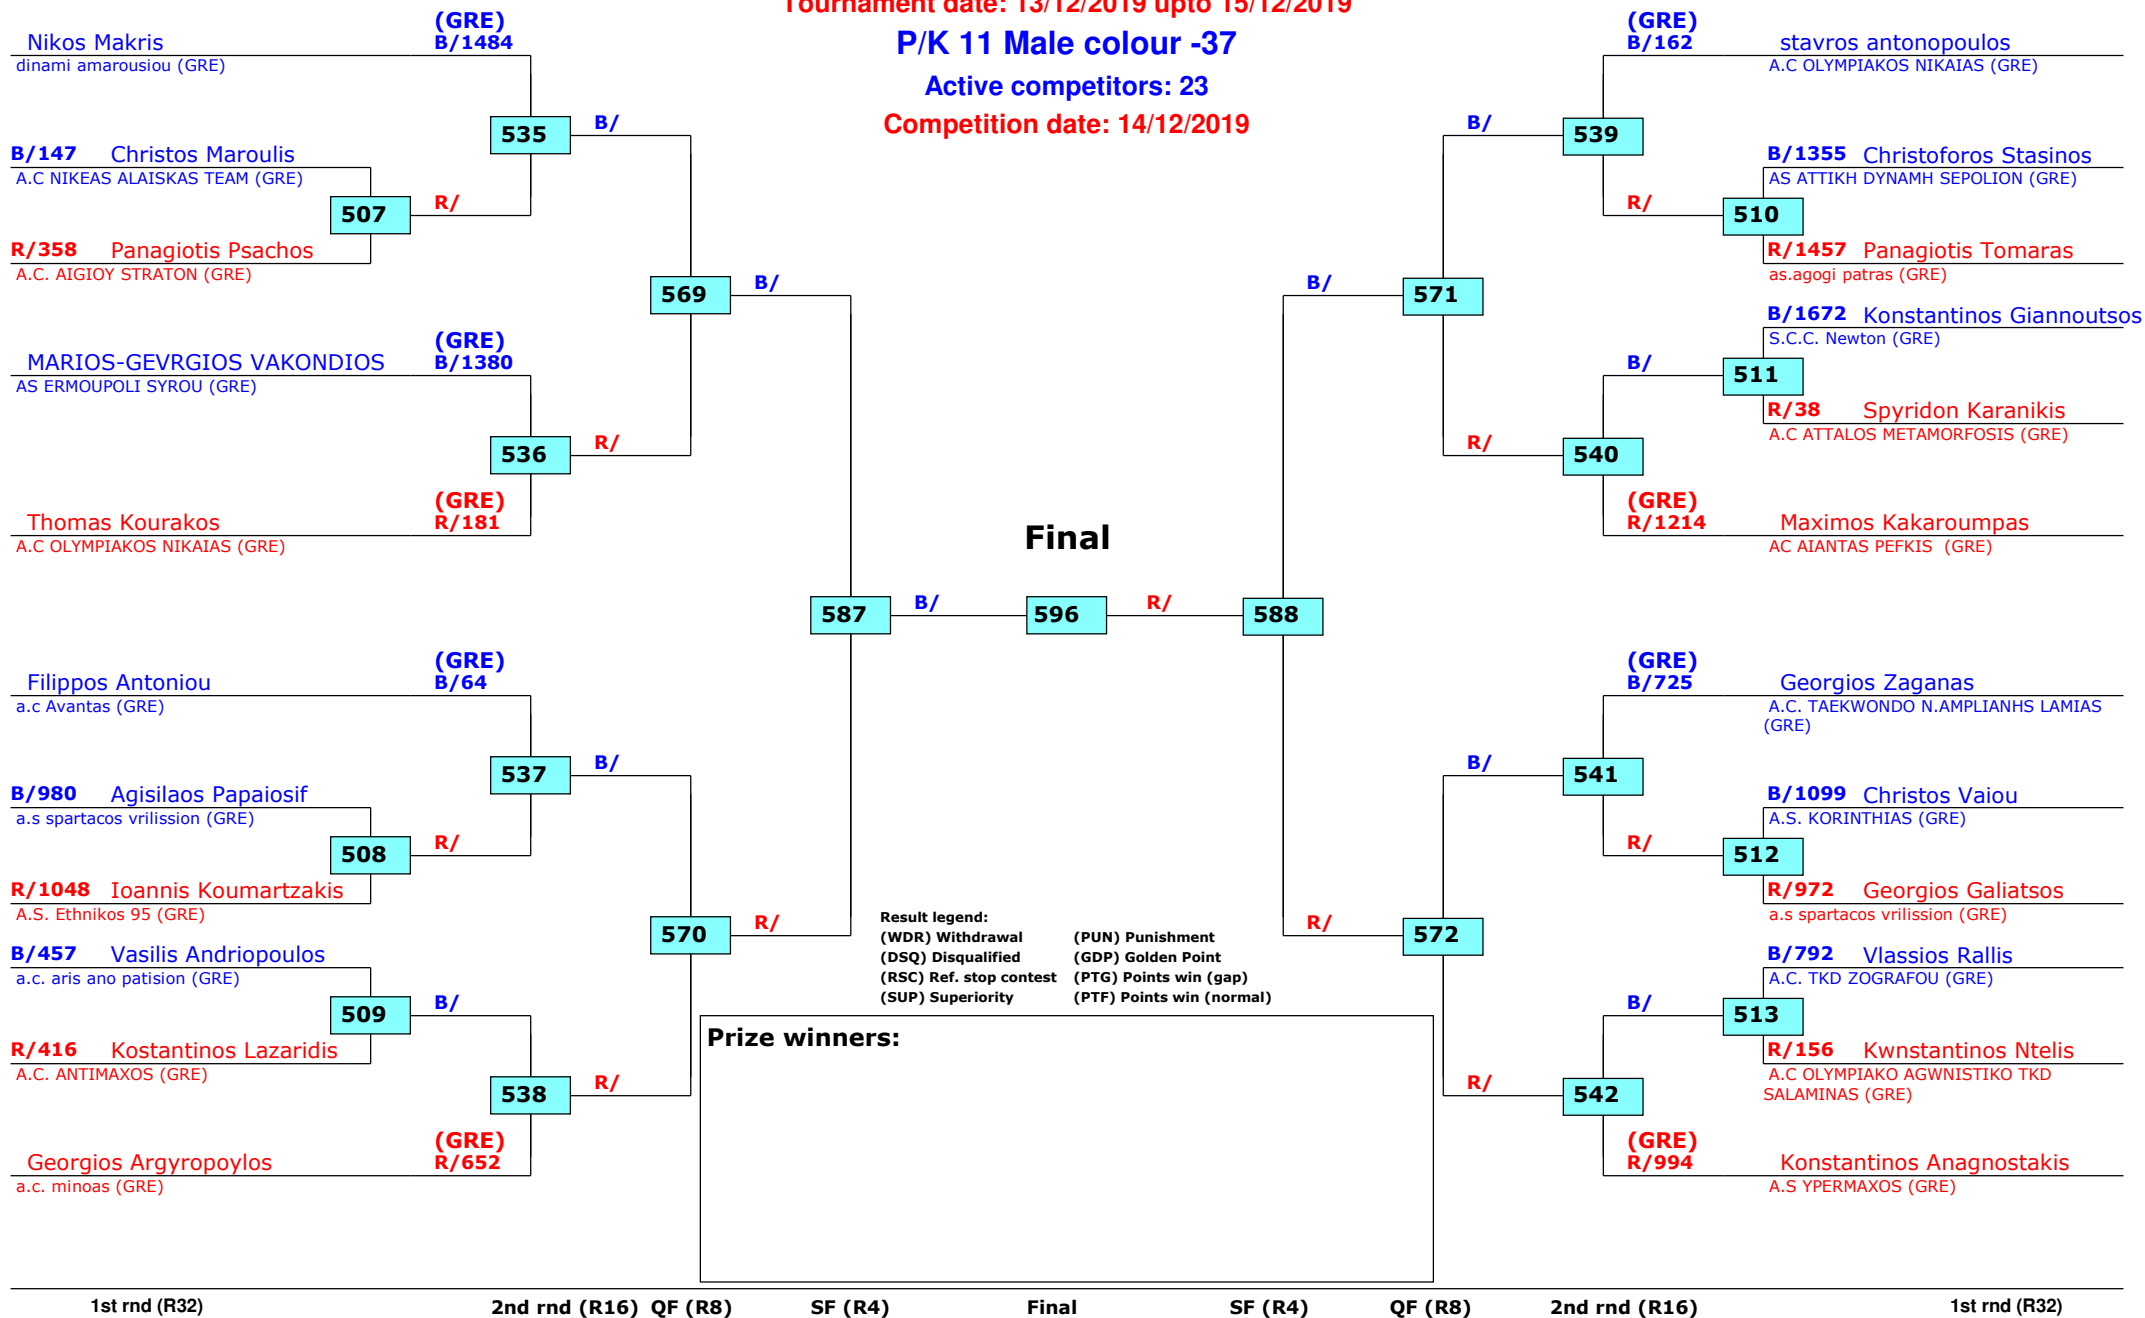 Tournament date: 13/12/2019 upto 15/12/2019
P/K 11 Male colour -37
Active competitors: 23
Competition date: 14/12/2019
Nikos Makris
(GRE)
B/1484
dinami amarousiou (GRE)
535
B/
B/147 Christos Maroulis
A.C NIKEAS ALAISKAS TEAM (GRE)
507
R/
R/358 Panagiotis Psachos
A.C. AIGIOY STRATON (GRE)
569
B/
MARIOS-GEVRGIOS VAKONDIOS
(GRE)
B/1380
AS ERMOUPOLI SYROU (GRE)
536
R/
Thomas Kourakos
(GRE)
R/181
A.C OLYMPIAKOS NIKAIAS (GRE)
587
B/
Filippos Antoniou
(GRE)
B/64
a.c Avantas (GRE)
537
B/
B/980 Agisilaos Papaiosif
a.s spartacos vrilission (GRE)
508
R/
R/1048 Ioannis Koumartzakis
A.S. Ethnikos 95 (GRE)
570
R/
B/457 Vasilis Andriopoulos
a.c. aris ano patision (GRE)
509
B/
R/416 Kostantinos Lazaridis
A.C. ANTIMAXOS (GRE)
538
R/
Georgios Argyropoylos
(GRE)
R/652
a.c. minoas (GRE)
Final
596
R/
588
(GRE)
B/162
stavros antonopoulos
A.C OLYMPIAKOS NIKAIAS (GRE)
B/
539
B/1355 Christoforos Stasinos
AS ATTIKH DYNAMH SEPOLION (GRE)
R/
510
R/1457 Panagiotis Tomaras
as.agogi patras (GRE)
B/
571
B/1672 Konstantinos Giannoutsos
S.C.C. Newton (GRE)
B/
511
R/38 Spyridon Karanikis
A.C ATTALOS METAMORFOSIS (GRE)
R/
540
(GRE)
R/1214
Maximos Kakaroumpas
AC AIANTAS PEFKIS (GRE)
(GRE)
B/725
Georgios Zaganas
A.C. TAEKWONDO N.AMPLIANHS LAMIAS
(GRE)
B/
541
B/1099 Christos Vaiou
A.S. KORINTHIAS (GRE)
R/
512
R/972 Georgios Galiatsos
a.s spartacos vrilission (GRE)
R/
572
B/792 Vlassios Rallis
A.C. TKD ZOGRAFOU (GRE)
B/
513
R/156 Kwnstantinos Ntelis
A.C OLYMPIAKO AGWNISTIKO TKD
SALAMINAS (GRE)
R/
542
(GRE)
R/994
Konstantinos Anagnostakis
A.S YPERMAXOS (GRE)
Result legend:
(WDR) Withdrawal (PUN) Punishment
(DSQ) Disqualified (GDP) Golden Point
(RSC) Ref. stop contest (PTG) Points win (gap)
(SUP) Superiority (PTF) Points win (normal)
Prize winners:
1st rnd (R32) 2nd rnd (R16) QF (R8) SF (R4) Final SF (R4) QF (R8) 2nd rnd (R16) 1st rnd (R32)